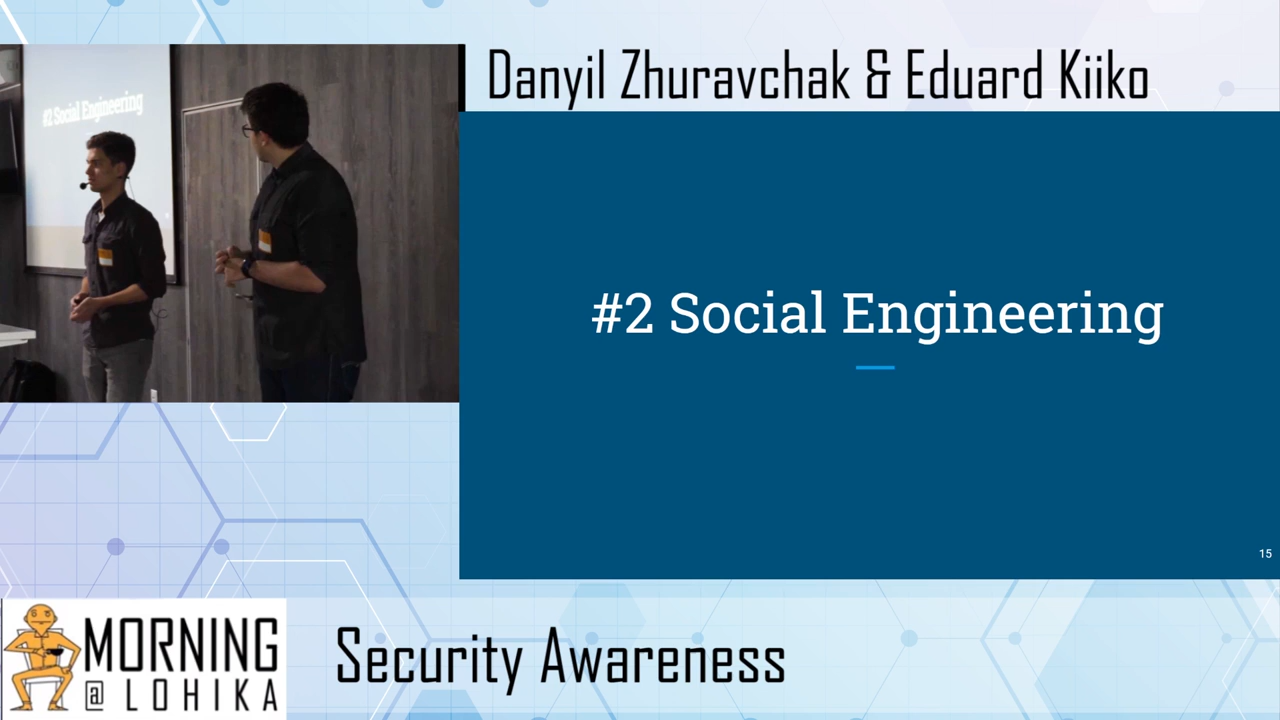 Danyil Zhuravchak & Eduard Kiiko
#2 Social Engineering
#2 Social Engineering
15
MORNING
@ LOHIKA
Security Awareness